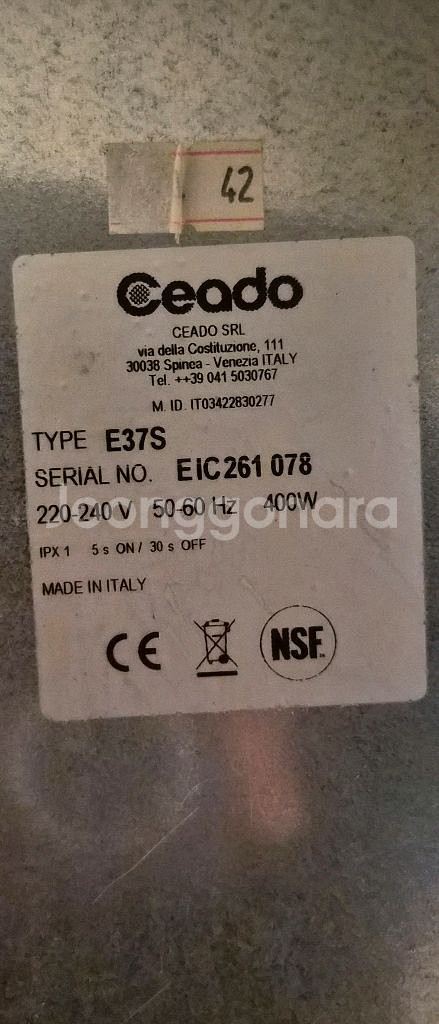 42
Ceado
CEADO SRL
via della Costituzione, 111
30038 Spinea - Venezia ITALY
Tel. ++39 041 5030767
M. ID. IT03422830277
TYPE E37S
SERIAL NO. EIC261 078
Joonggonara
220-240 V 50-60 Hz 400W
IPX 1 5 s ON / 30 s OFF
MADE IN ITALY
CE NSF